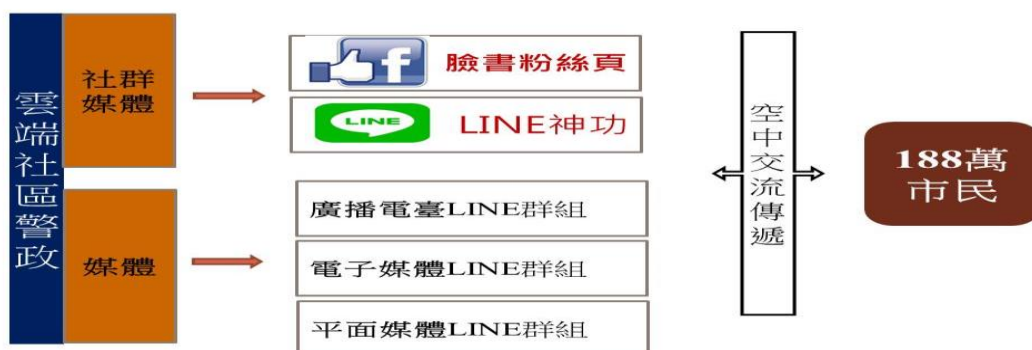 雲端社區警政
社群
媒體
f 臉書粉絲頁
LINE LINE神功
媒體
廣播電臺LINE群組
電子媒體LINE群組
平面媒體LINE群組
空中交流傳遞
188萬
市民